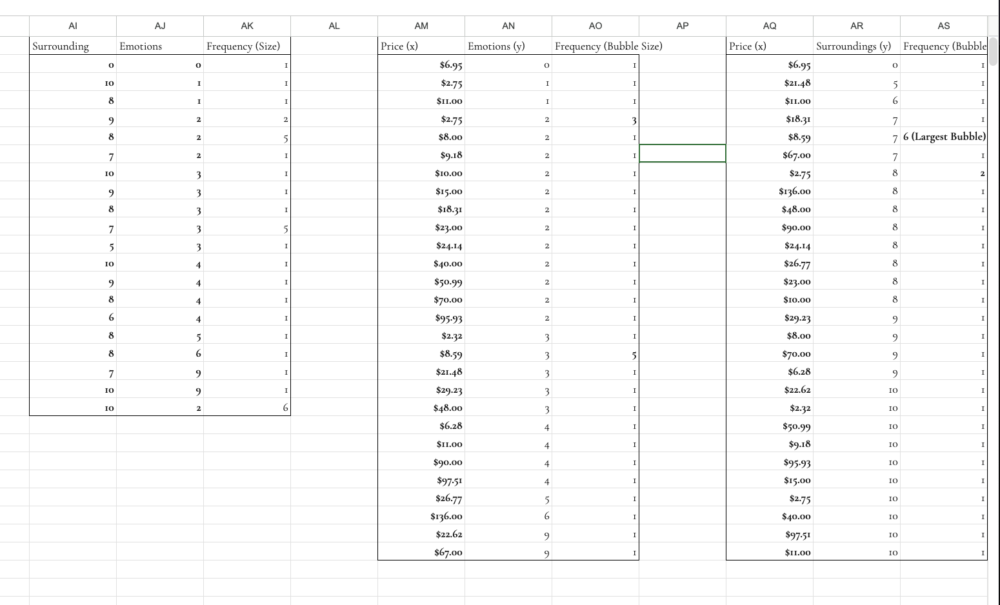 AI AJ AK AL AM AN AO AP AQ AR AS
Surrounding Emotions Frequency (Size) Price (x) Emotions (y) Frequency (Bubble Size) Price (x) Surroundings (y) Frequency (Bubble
0 0 1 $6.95 0 1 $6.95 0 1
10 1 1 $2.75 1 1 $21.48 5 1
8 1 1 $11.00 1 1 $11.00 6 1
9 2 2 $2.75 2 3 $18.31 7 1
8 2 5 $8.00 2 1 $8.59 7 6 (Largest Bubble)
7 2 1 $9.18 2 1 $67.00 7 1
10 3 1 $10.00 2 1 $2.75 8 2
9 3 1 $15.00 2 1 $136.00 8 1
8 3 1 $18.31 2 1 $48.00 8 1
7 3 5 $23.00 2 1 $90.00 8 1
5 3 1 $24.14 2 1 $24.14 8 1
10 4 1 $40.00 2 1 $26.77 8 1
9 4 1 $50.99 2 1 $23.00 8 1
8 4 1 $70.00 2 1 $10.00 8 1
6 4 1 $95.93 2 1 $29.23 9 1
8 5 1 $2.32 3 1 $8.00 9 1
8 6 1 $8.59 3 5 $70.00 9 1
7 9 1 $21.48 3 1 $6.28 9 1
10 9 1 $29.23 3 1 $22.62 10 1
10 2 6 $48.00 3 1 $2.32 10 1
$6.28 4 1 $50.99 10 1
$11.00 4 1 $9.18 10 1
$90.00 4 1 $95.93 10 1
$97.51 4 1 $15.00 10 1
$26.77 5 1 $2.75 10 1
$136.00 6 1 $40.00 10 1
$22.62 9 1 $97.51 10 1
$67.00 9 1 $11.00 10 1